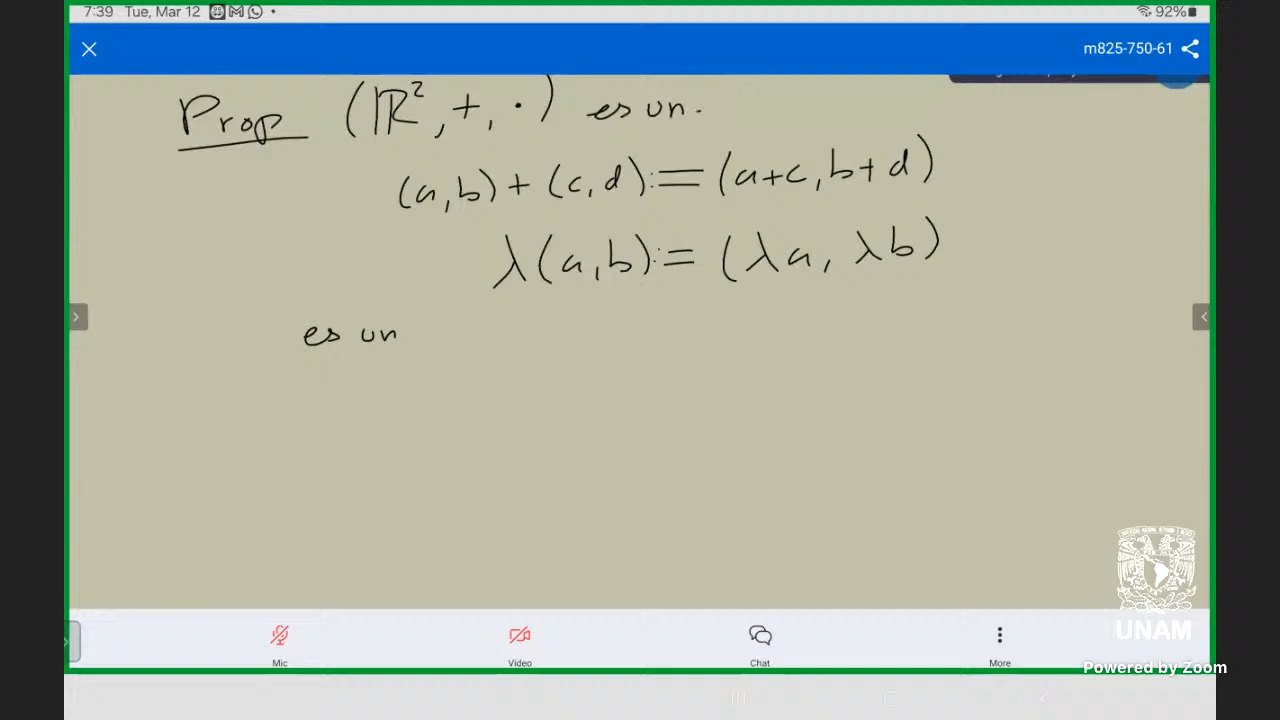 7:39 Tue, Mar 12
92%
m825-750-61
Prop (ℝ², +, ·) es un.
(a,b) + (c,d) := (a+c, b+d)
λ(a,b) := (λa, λb)
es un
UNAM
Mic Video Chat More
Powered by Zoom